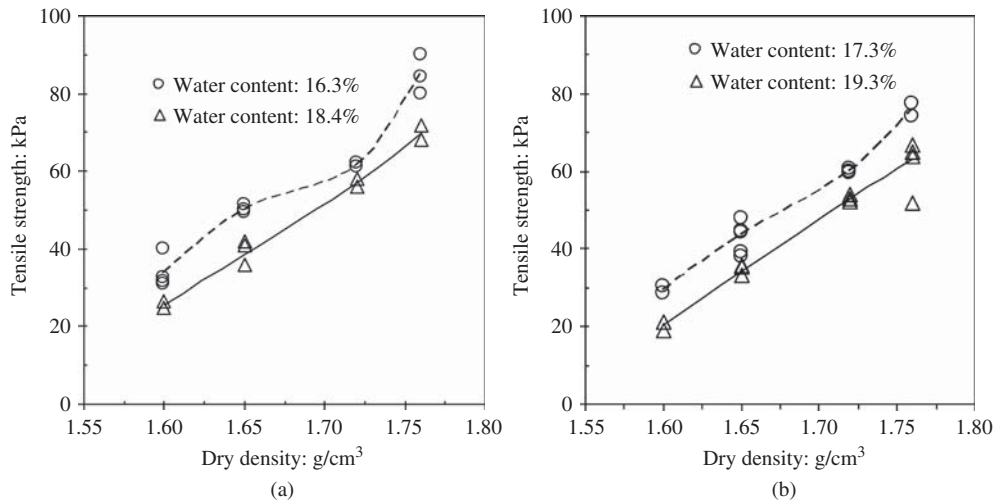 100
80
60
40
20
0
Tensile strength: kPa
Water content: 16.3%
Water content: 18.4%
1.55
1.60
1.65
1.70
1.75
1.80
Dry density: g/cm³
(a)
100
80
60
40
20
0
Tensile strength: kPa
Water content: 17.3%
Water content: 19.3%
1.55
1.60
1.65
1.70
1.75
1.80
Dry density: g/cm³
(b)